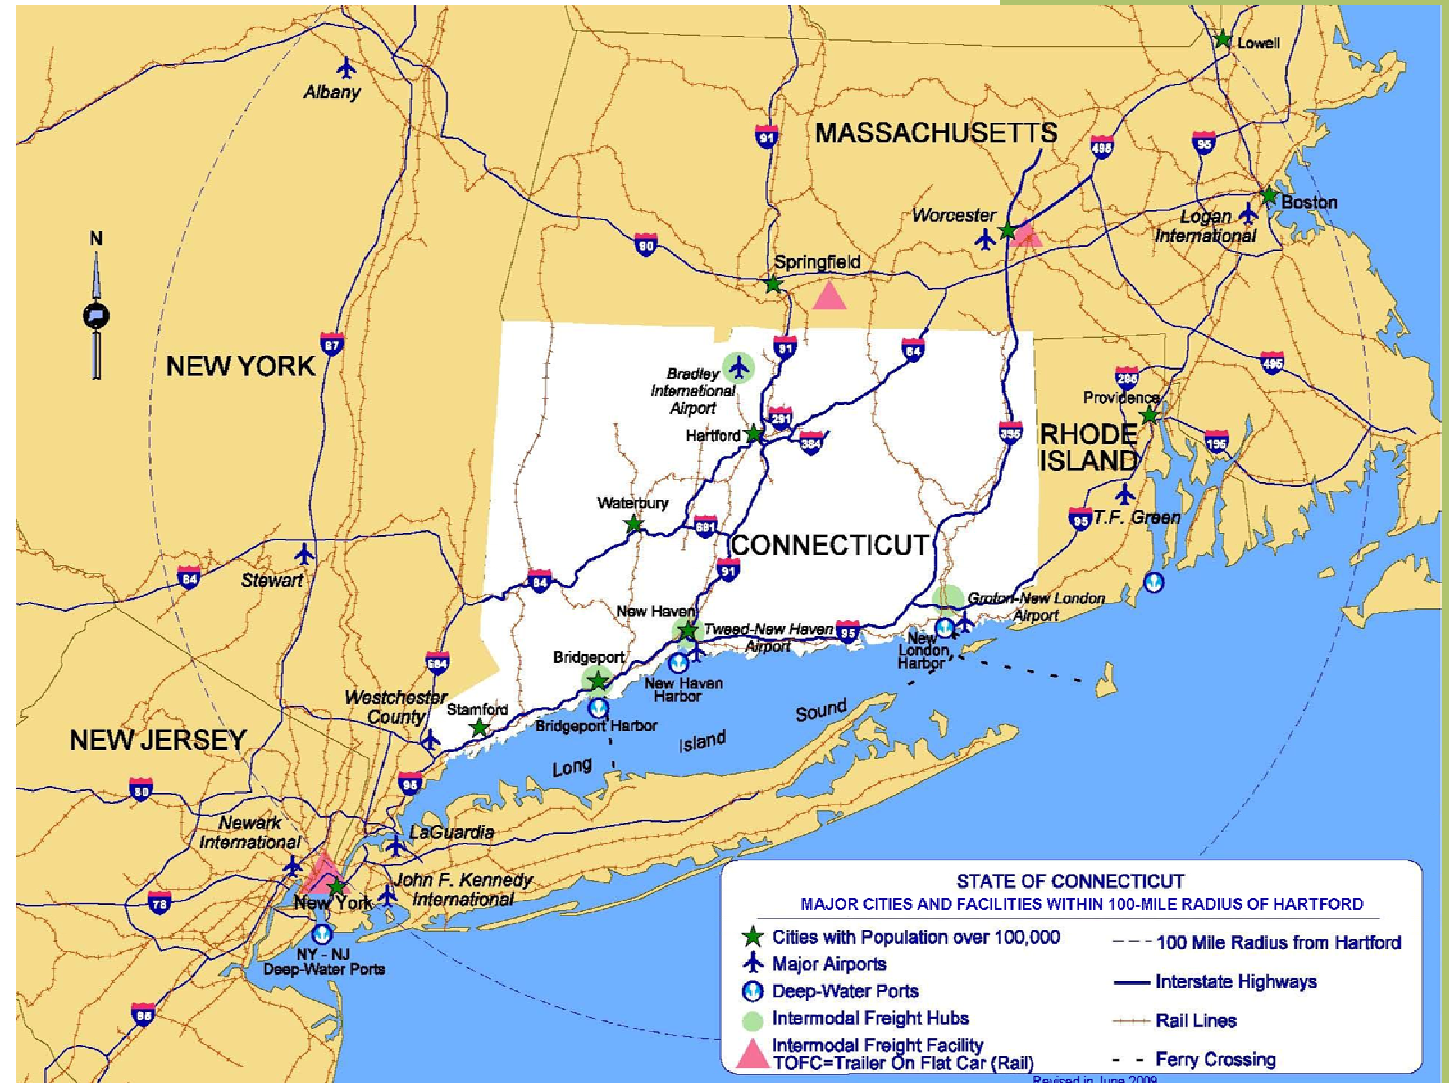 Lowell
Albany
91
MASSACHUSETTS
495
95
Worcester
Logan
International
Boston
N
90
Springfield
NEW YORK
87
91
84
495
Bradley
International
Airport
295
Providence
291
Hartford
384
395
RHODE
ISLAND
195
Waterbury
691
CONNECTICUT
95
T.F. Green
Stewart
84
84
91
New Haven
Tweed-New Haven
Airport
95
Groton-New London
Airport
New
London
Harbor
Bridgeport
684
New Haven
Harbor
Westchester
County
Stamford
Bridgeport Harbor
Long
Island
Sound
NEW JERSEY
80
95
Newark
International
LaGuardia
John F. Kennedy
International
78
New York
NY - NJ
Deep-Water Ports
STATE OF CONNECTICUT
MAJOR CITIES AND FACILITIES WITHIN 100-MILE RADIUS OF HARTFORD
Cities with Population over 100,000
Major Airports
Deep-Water Ports
Intermodal Freight Hubs
Intermodal Freight Facility
TOFC=Trailer On Flat Car (Rail)
100 Mile Radius from Hartford
Interstate Highways
Rail Lines
Ferry Crossing
Revised in June 2009